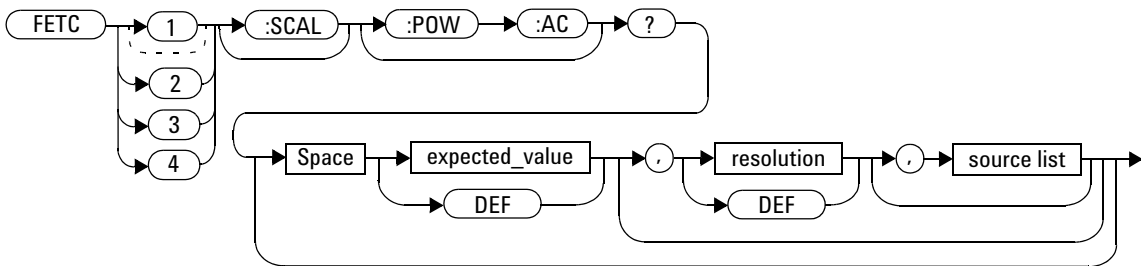 FETC 1 :SCAL :POW :AC ?
2
3
4
Space expected_value , resolution , source list
DEF DEF